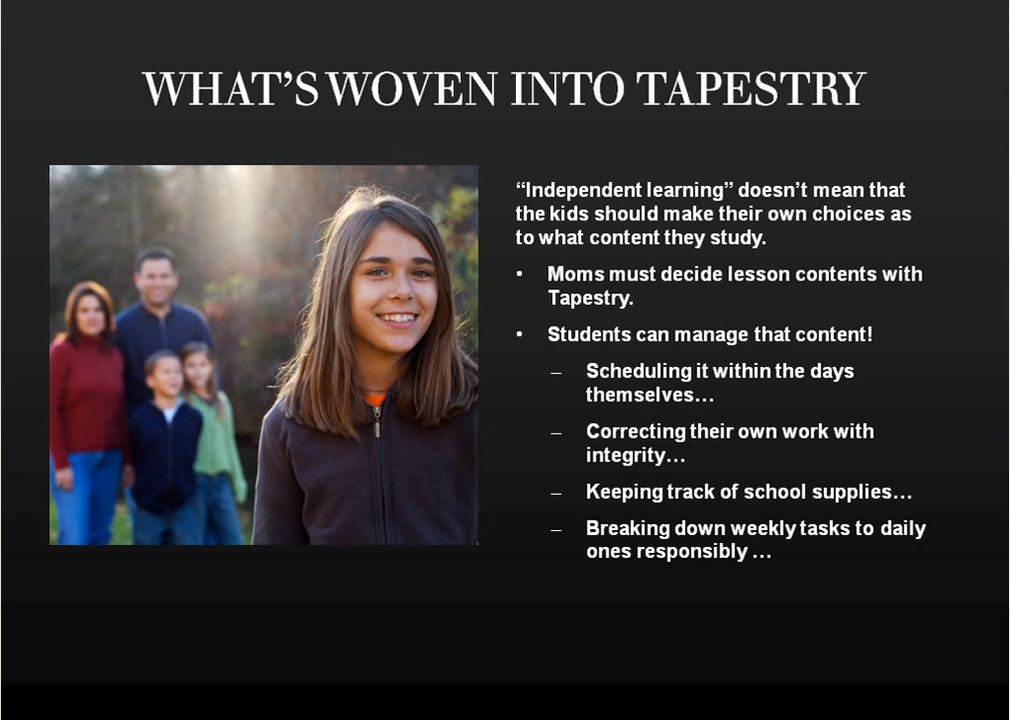 WHAT’S WOVEN INTO TAPESTRY
“Independent learning” doesn’t mean that
the kids should make their own choices as
to what content they study.
• Moms must decide lesson contents with
Tapestry.
• Students can manage that content!
– Scheduling it within the days
themselves…
– Correcting their own work with
integrity…
– Keeping track of school supplies…
– Breaking down weekly tasks to daily
ones responsibly …